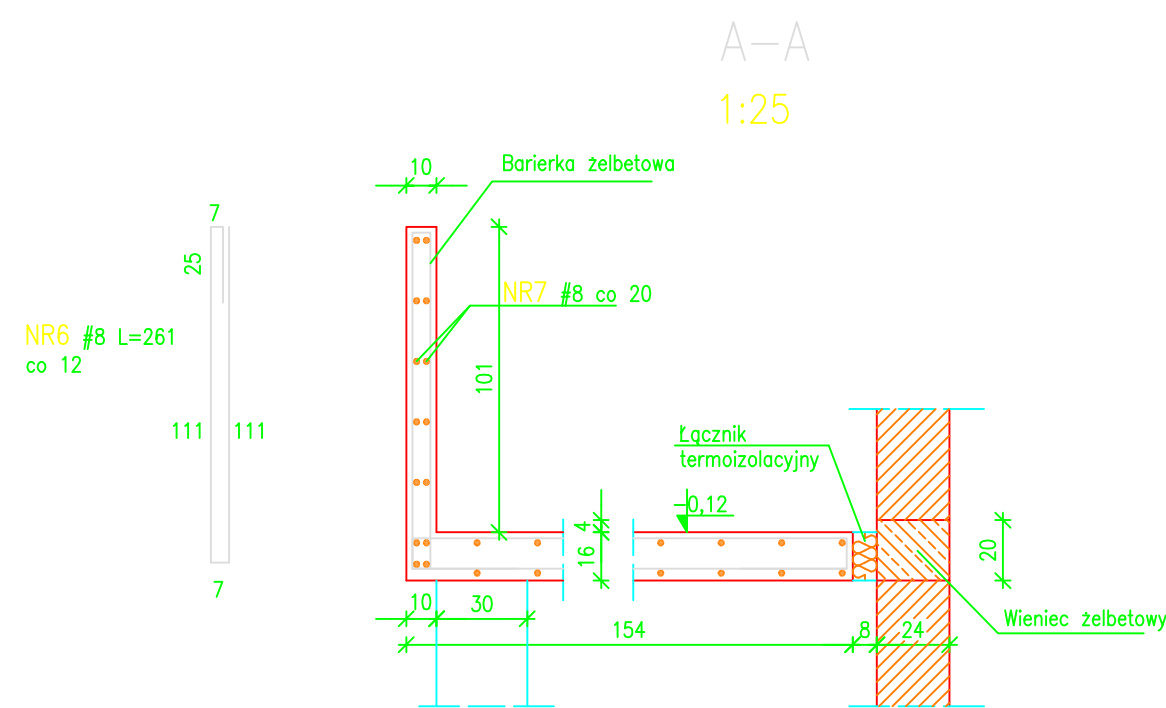 A-A
1:25
10
Barierka żelbetowa
7
25
NR7 #8 co 20
NR6 #8 L=261
co 12
101
111
111
Łącznik
termoizolacyjny
-0,12
4
16
20
7
10
30
154
8
24
Wieniec żelbetowy